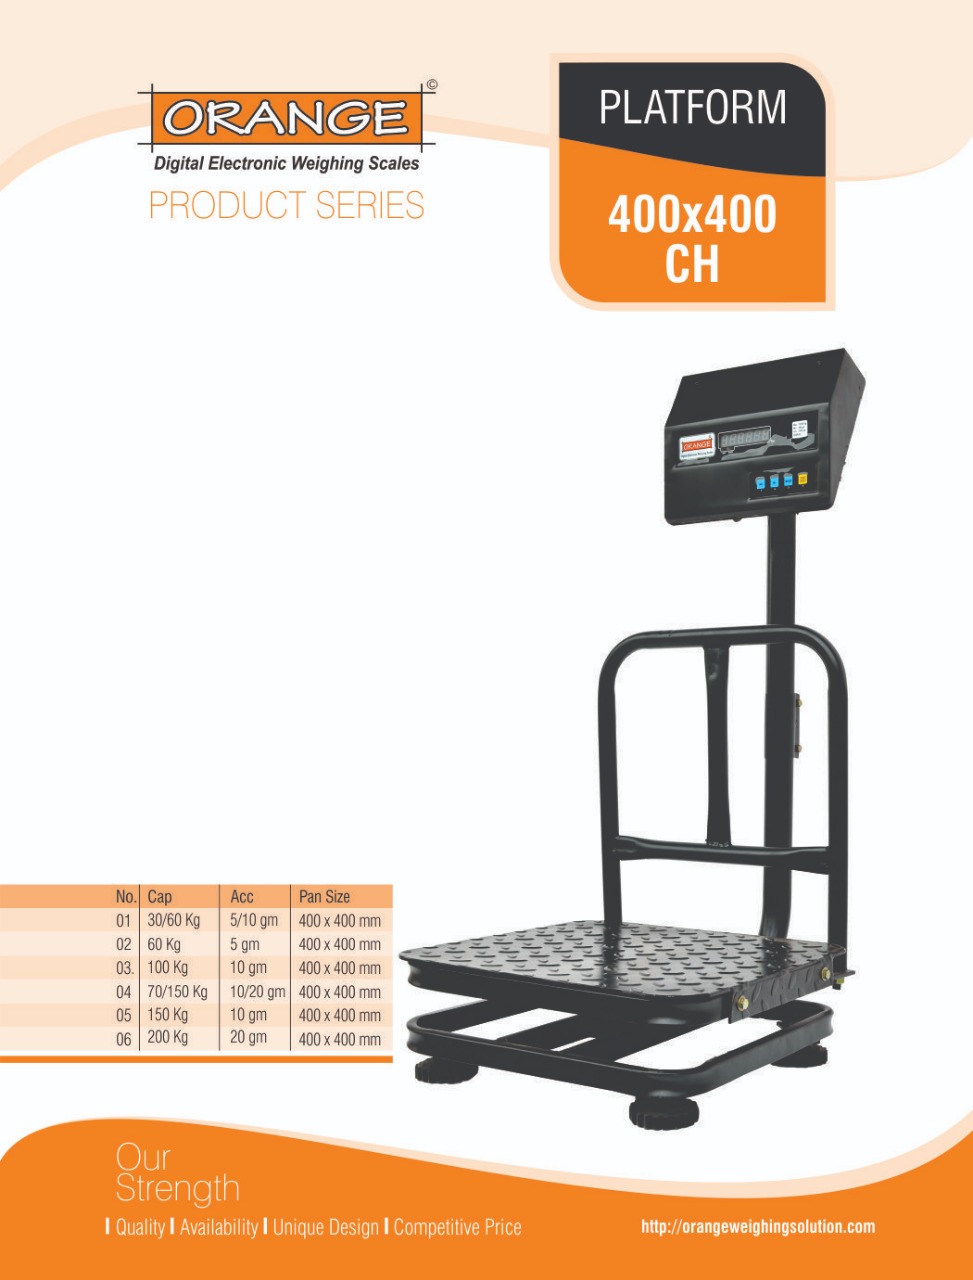 ORANGE ©
Digital Electronic Weighing Scales
PRODUCT SERIES
PLATFORM
400x400
CH
ORANGE
No. Cap Acc Pan Size
01 30/60 Kg 5/10 gm 400 x 400 mm
02 60 Kg 5 gm 400 x 400 mm
03. 100 Kg 10 gm 400 x 400 mm
04 70/150 Kg 10/20 gm 400 x 400 mm
05 150 Kg 10 gm 400 x 400 mm
06 200 Kg 20 gm 400 x 400 mm
Our
Strength
Quality Availability Unique Design Competitive Price
http://orangeweighingsolution.com